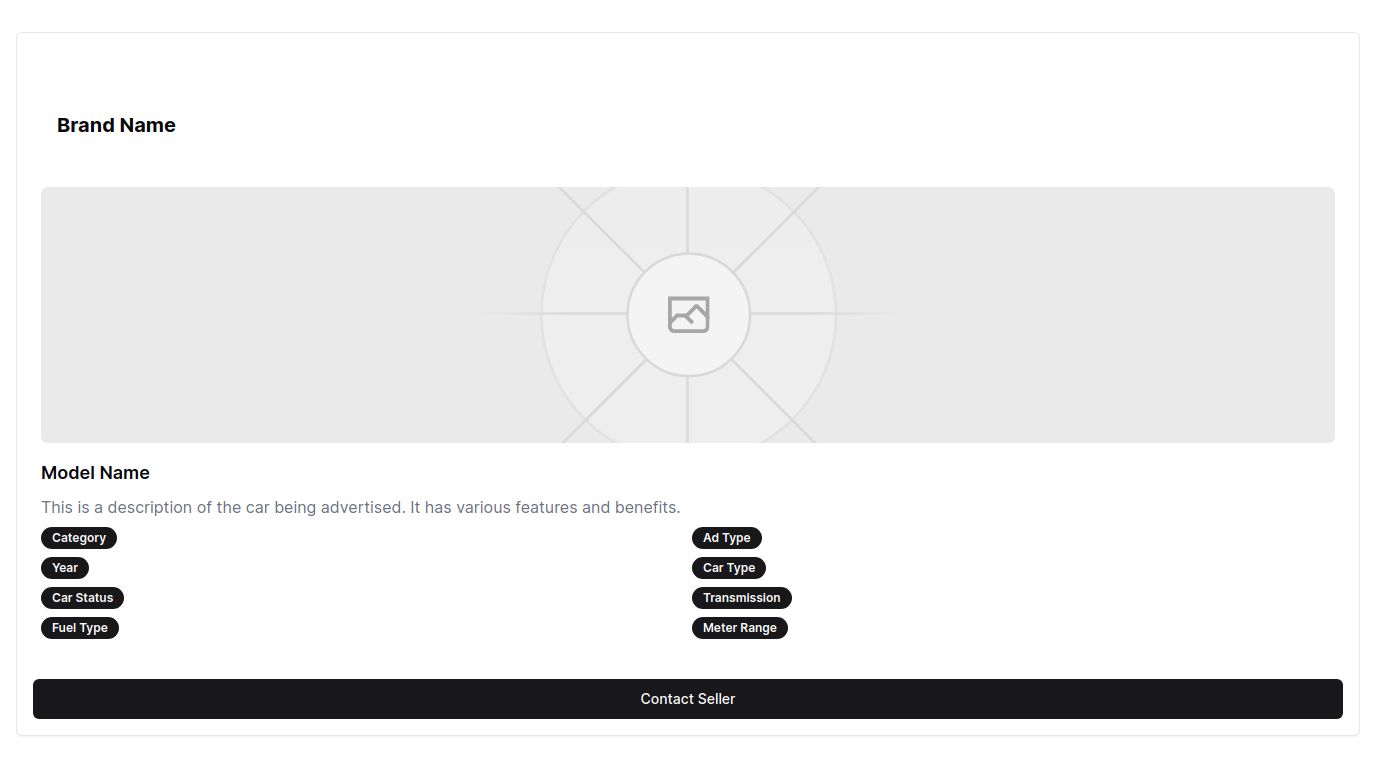 Brand Name
Model Name
This is a description of the car being advertised. It has various features and benefits.
Category
Ad Type
Year
Car Type
Car Status
Transmission
Fuel Type
Meter Range
Contact Seller